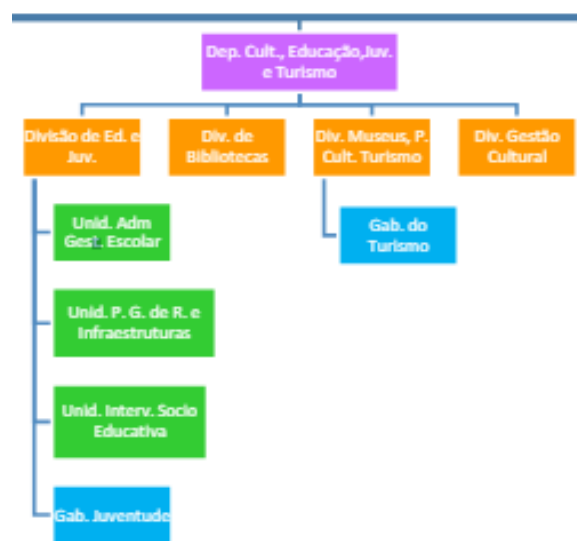 Dep. Cult., Educação,Juv.
e Turismo
Divisão de Ed. e
Juv.
Div. de
Bibliotecas
Div. Museus, P.
Cult. Turismo
Div. Gestão
Cultural
Unid. Adm
Gest. Escolar
Gab. do
Turismo
Unid. P. G. de R. e
Infraestruturas
Unid. Interv. Socio
Educativa
Gab. Juventude